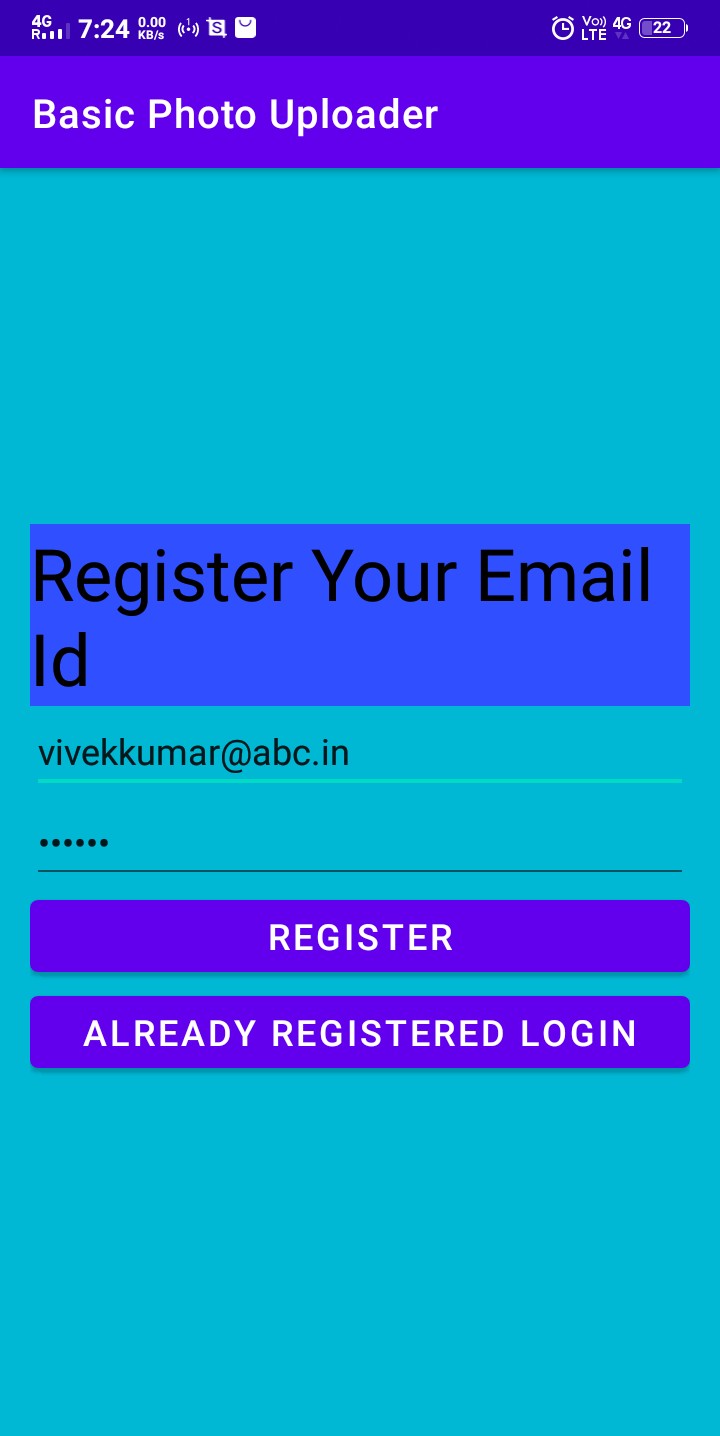 4G
R
7:24
0.00
KB/s
1
S
Vo))
LTE
4G
22
Basic Photo Uploader
Register Your Email
Id
vivekkumar@abc.in
••••••
REGISTER
ALREADY REGISTERED LOGIN